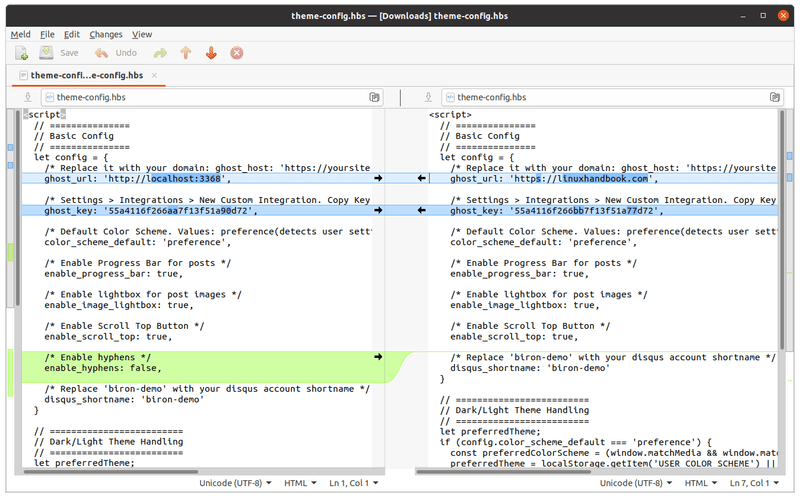 theme-config.hbs — [Downloads] theme-config.hbs
Meld File Edit Changes View
Save Undo
theme-confi…e-config.hbs
theme-config.hbs
<script>
// ===============
// Basic Config
// ===============
let config = {
/* Replace it with your domain: ghost_host: 'https://yoursite
ghost_url: 'http://localhost:3368',
/* Settings > Integrations > New Custom Integration. Copy Key
ghost_key: '55a4116f266aa7f13f51a90d72',
/* Default Color Scheme. Values: preference(detects user sett
color_scheme_default: 'preference',
/* Enable Progress Bar for posts */
enable_progress_bar: true,
/* Enable lightbox for post images */
enable_image_lightbox: true,
/* Enable Scroll Top Button */
enable_scroll_top: true,
/* Enable hyphens */
enable_hyphens: false,
/* Replace 'biron-demo' with your disqus account shortname */
disqus_shortname: 'biron-demo'
}
// =========================
// Dark/Light Theme Handling
// =========================
let preferredTheme;
Unicode (UTF-8) HTML Ln 1, Col 1
theme-config.hbs
<script>
// ===============
// Basic Config
// ===============
let config = {
/* Replace it with your domain: ghost_host: 'https://yoursite
ghost_url: 'https://linuxhandbook.com',
/* Settings > Integrations > New Custom Integration. Copy Key
ghost_key: '55a4116f266bb7f13f51a77d72',
/* Default Color Scheme. Values: preference(detects user sett
color_scheme_default: 'preference',
/* Enable Progress Bar for posts */
enable_progress_bar: true,
/* Enable lightbox for post images */
enable_image_lightbox: true,
/* Enable Scroll Top Button */
enable_scroll_top: true,
/* Replace 'biron-demo' with your disqus account shortname */
disqus_shortname: 'biron-demo'
}
// =========================
// Dark/Light Theme Handling
// =========================
let preferredTheme;
if (config.color_scheme_default === 'preference') {
const preferredColorScheme = (window.matchMedia && window.mat
preferredTheme = localStorage.getItem('USER_COLOR_SCHEME') ||
Unicode (UTF-8) HTML Ln 7, Col 1